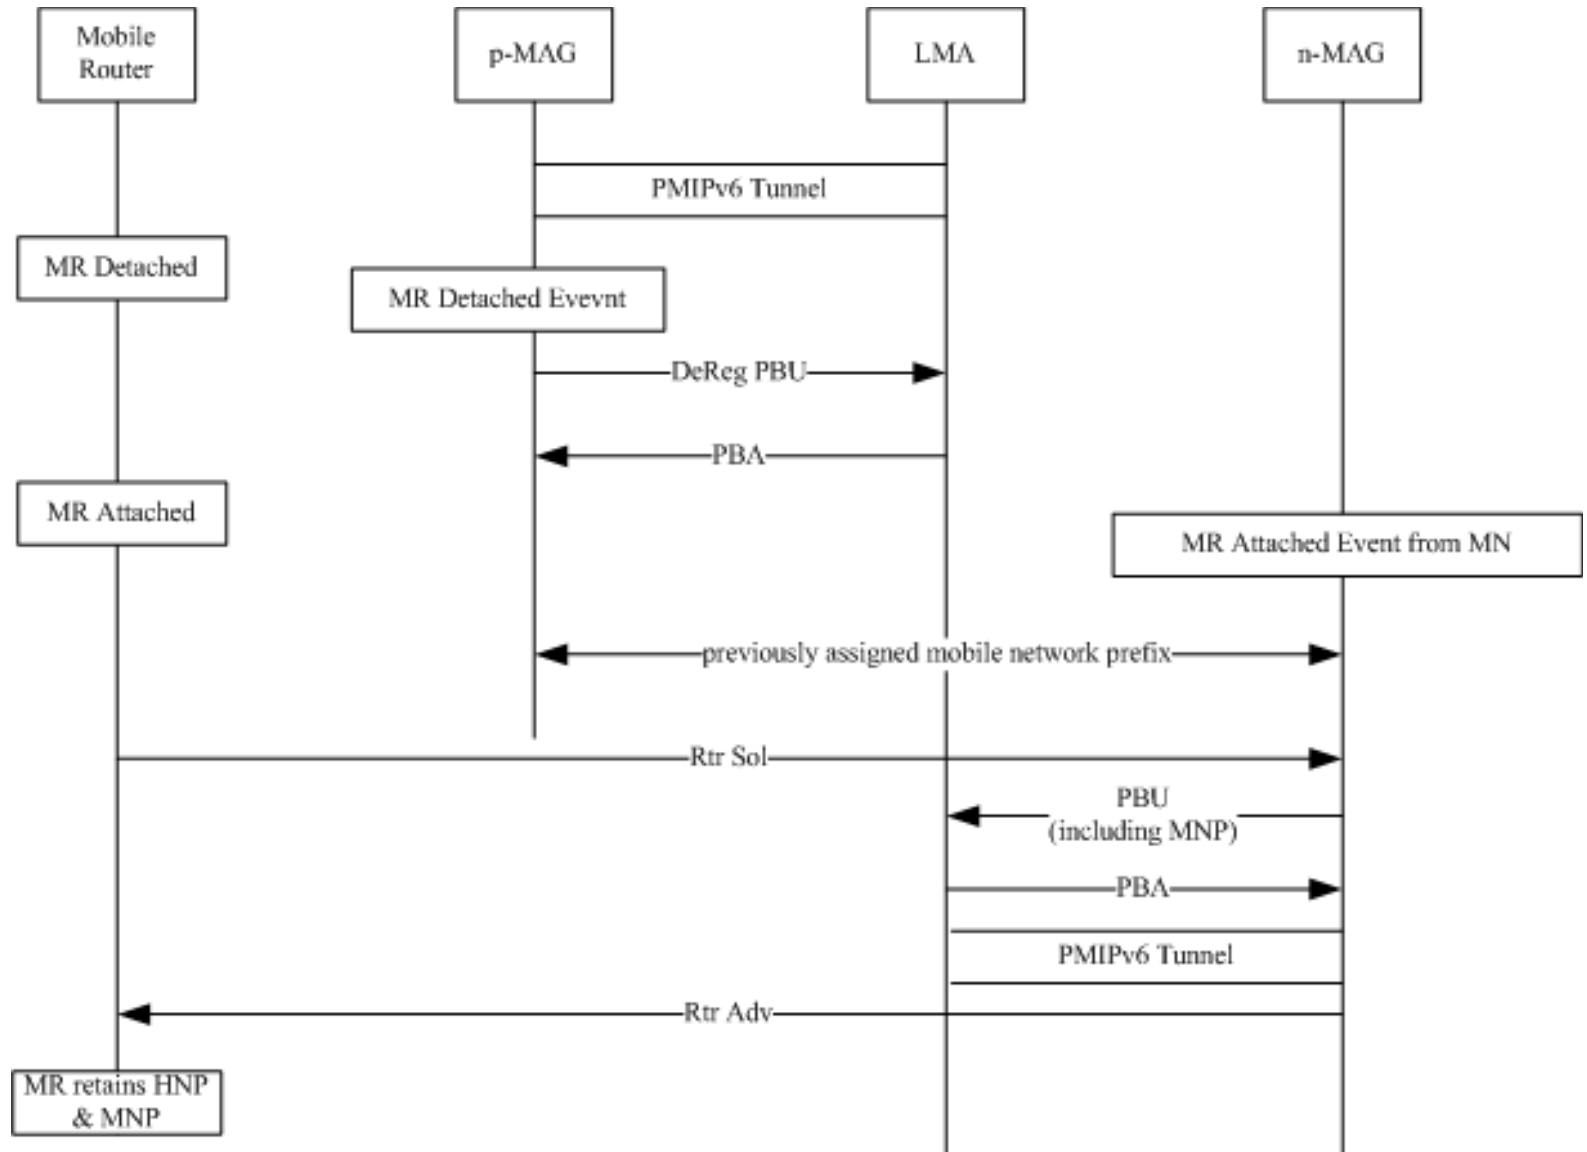 Mobile
Router
p-MAG
LMA
n-MAG
PMIPv6 Tunnel
MR Detached
MR Detached Evevnt
DeReg PBU
PBA
MR Attached
MR Attached Event from MN
previously assigned mobile network prefix
Rtr Sol
PBU
(including MNP)
PBA
PMIPv6 Tunnel
Rtr Adv
MR retains HNP
& MNP